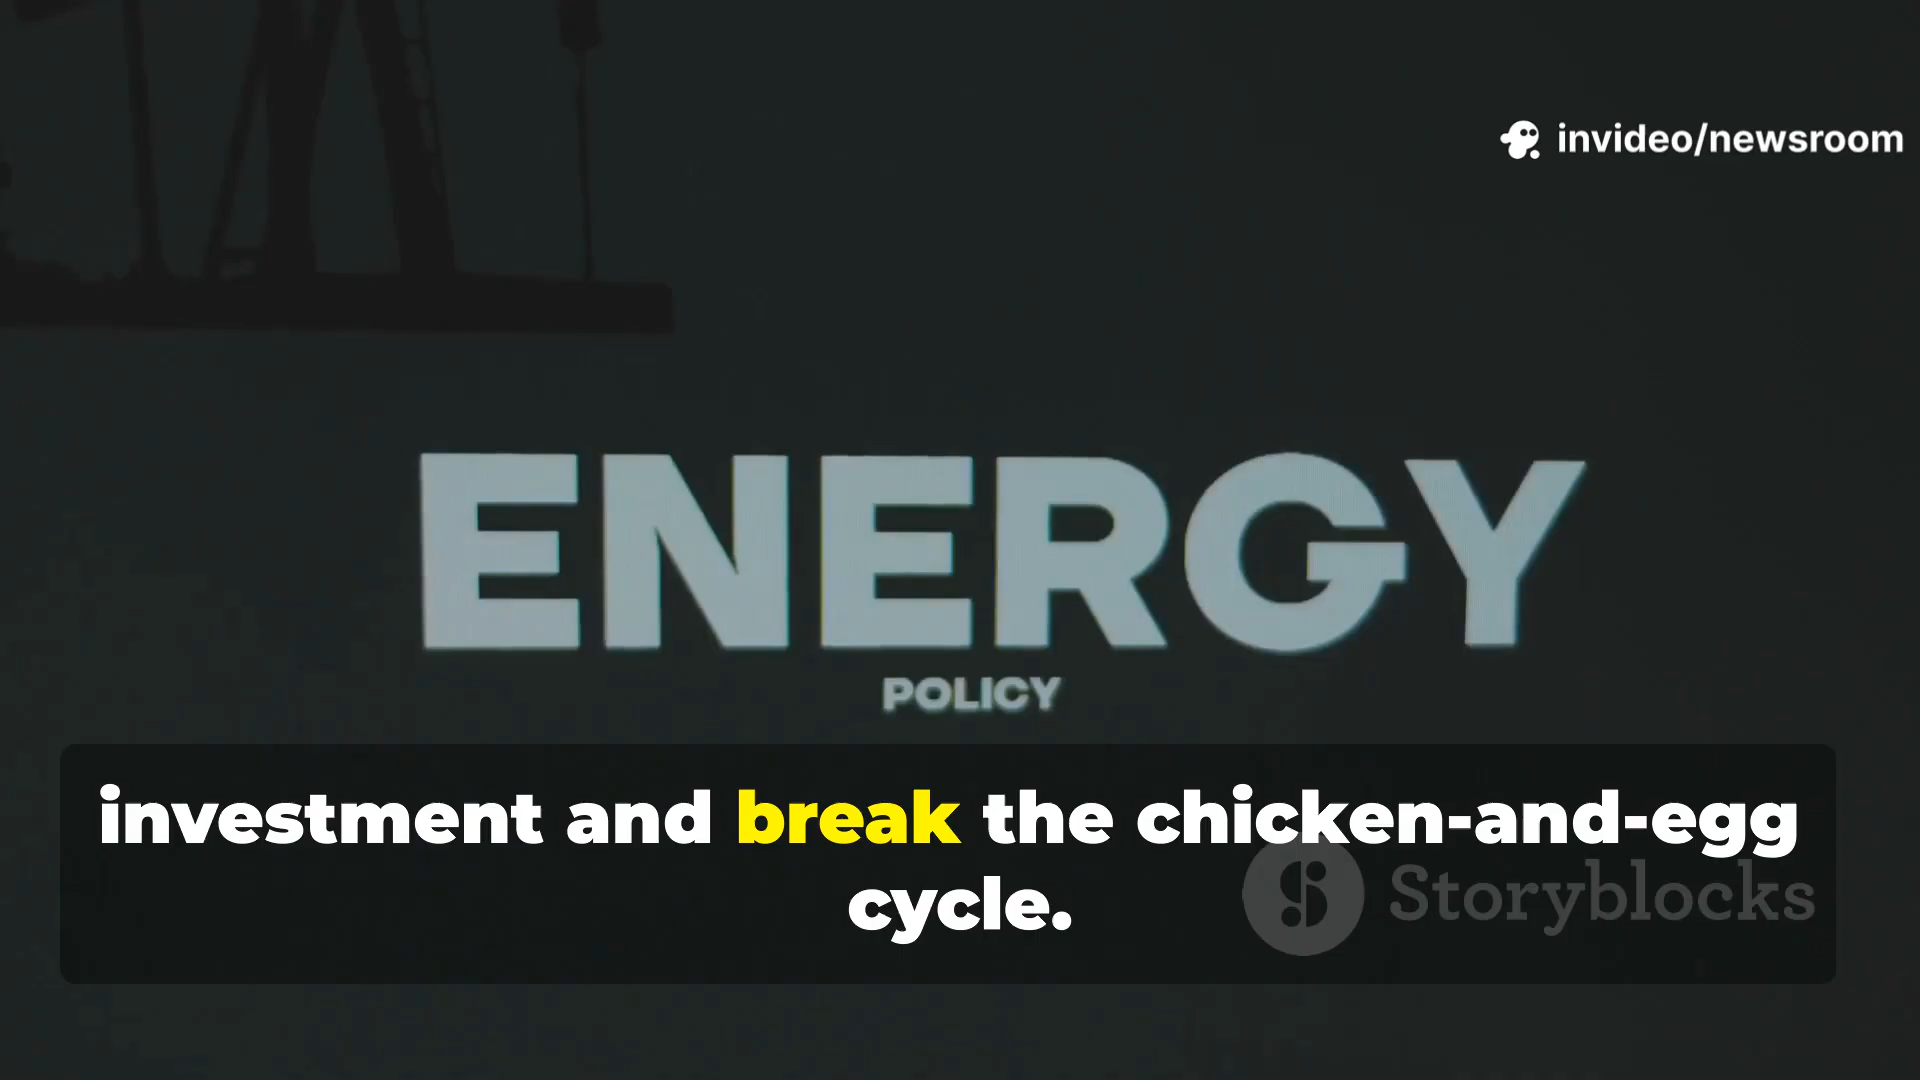 invideo/newsroom
ENERGY
POLICY
investment and break the chicken-and-egg
cycle.
Storyblocks